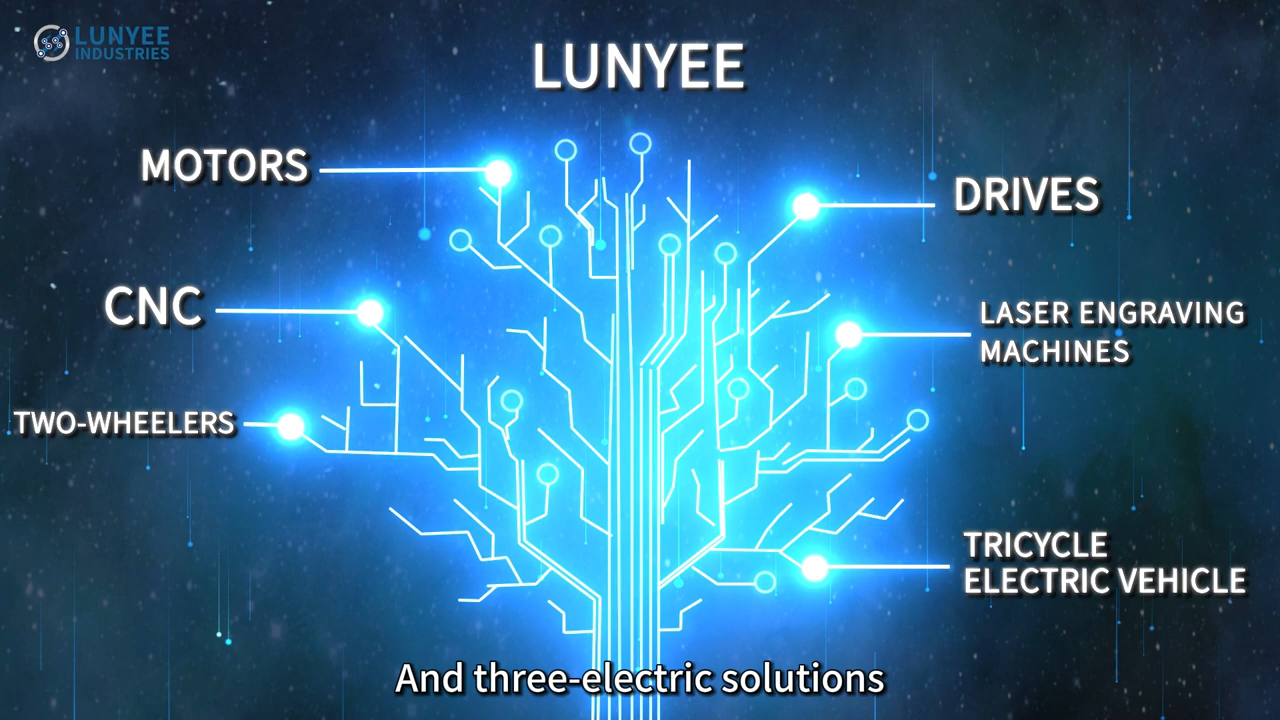 LUNYEE
INDUSTRIES
LUNYEE
MOTORS
DRIVES
CNC
LASER ENGRAVING
MACHINES
TWO-WHEELERS
TRICYCLE
ELECTRIC VEHICLE
And three-electric solutions